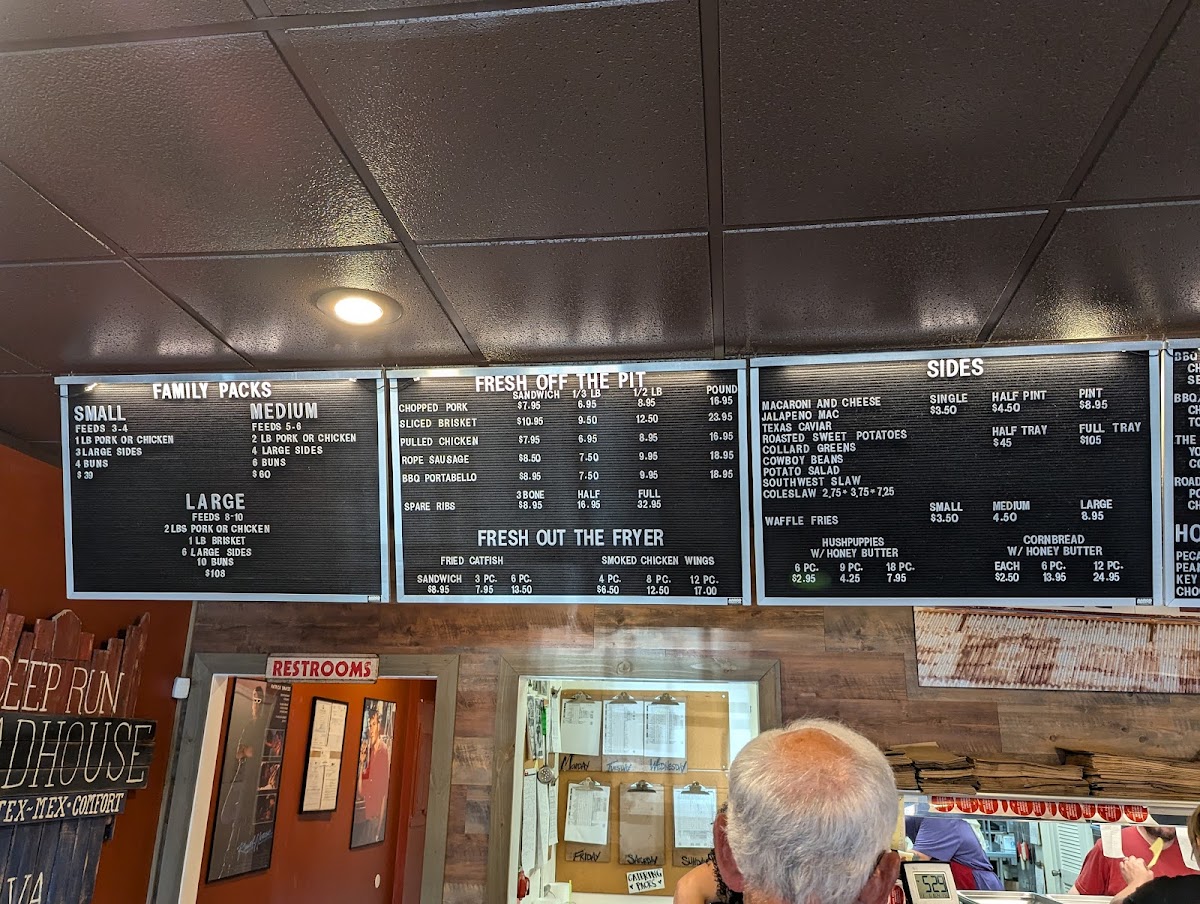 FAMILY PACKS
SMALL
FEEDS 3-4
1 LB PORK OR CHICKEN
3 LARGE SIDES
4 BUNS
$ 39
MEDIUM
FEEDS 5-6
2 LB PORK OR CHICKEN
4 LARGE SIDES
6 BUNS
$ 60
LARGE
FEEDS 8-10
2 LBS PORK OR CHICKEN
1 LB BRISKET
6 LARGE SIDES
10 BUNS
$108
FRESH OFF THE PIT
SANDWICH 1/3 LB 1/2 LB POUND
CHOPPED PORK $7.95 6.95 8.95 16.95
SLICED BRISKET $10.95 9.50 12.50 23.95
PULLED CHICKEN $7.95 6.95 8.95 16.95
ROPE SAUSAGE $8.50 7.50 9.95 18.95
BBQ PORTABELLO $8.95 7.50 9.95 18.95
3 BONE HALF FULL
SPARE RIBS $8.95 16.95 32.95
FRESH OUT THE FRYER
FRIED CATFISH
SANDWICH 3 PC. 6 PC.
$8.95 7.95 13.50
SMOKED CHICKEN WINGS
4 PC. 8 PC. 12 PC.
$6.50 12.50 17.00
SIDES
MACARONI AND CHEESE
JALAPENO MAC
TEXAS CAVIAR
ROASTED SWEET POTATOES
COLLARD GREENS
COWBOY BEANS
POTATO SALAD
SOUTHWEST SLAW
COLESLAW 2.75 * 3.75 * 7.25
SINGLE HALF PINT PINT
$3.50 $4.50 $8.95
HALF TRAY FULL TRAY
$45 $105
SMALL MEDIUM LARGE
WAFFLE FRIES $3.50 4.50 8.95
HUSHPUPPIES
W/ HONEY BUTTER
6 PC. 9 PC. 18 PC.
$2.95 4.25 7.95
CORNBREAD
W/ HONEY BUTTER
EACH 6 PC. 12 PC.
$2.50 13.95 24.95
BBQ
BBQ/
THE
ROAD
RESTROOMS
DEEP RUN
TEX-MEX-COMFORT
VA
MONDAY TUESDAY WEDNESDAY
FRIDAY SATURDAY
CATERING
PACKS
5:29